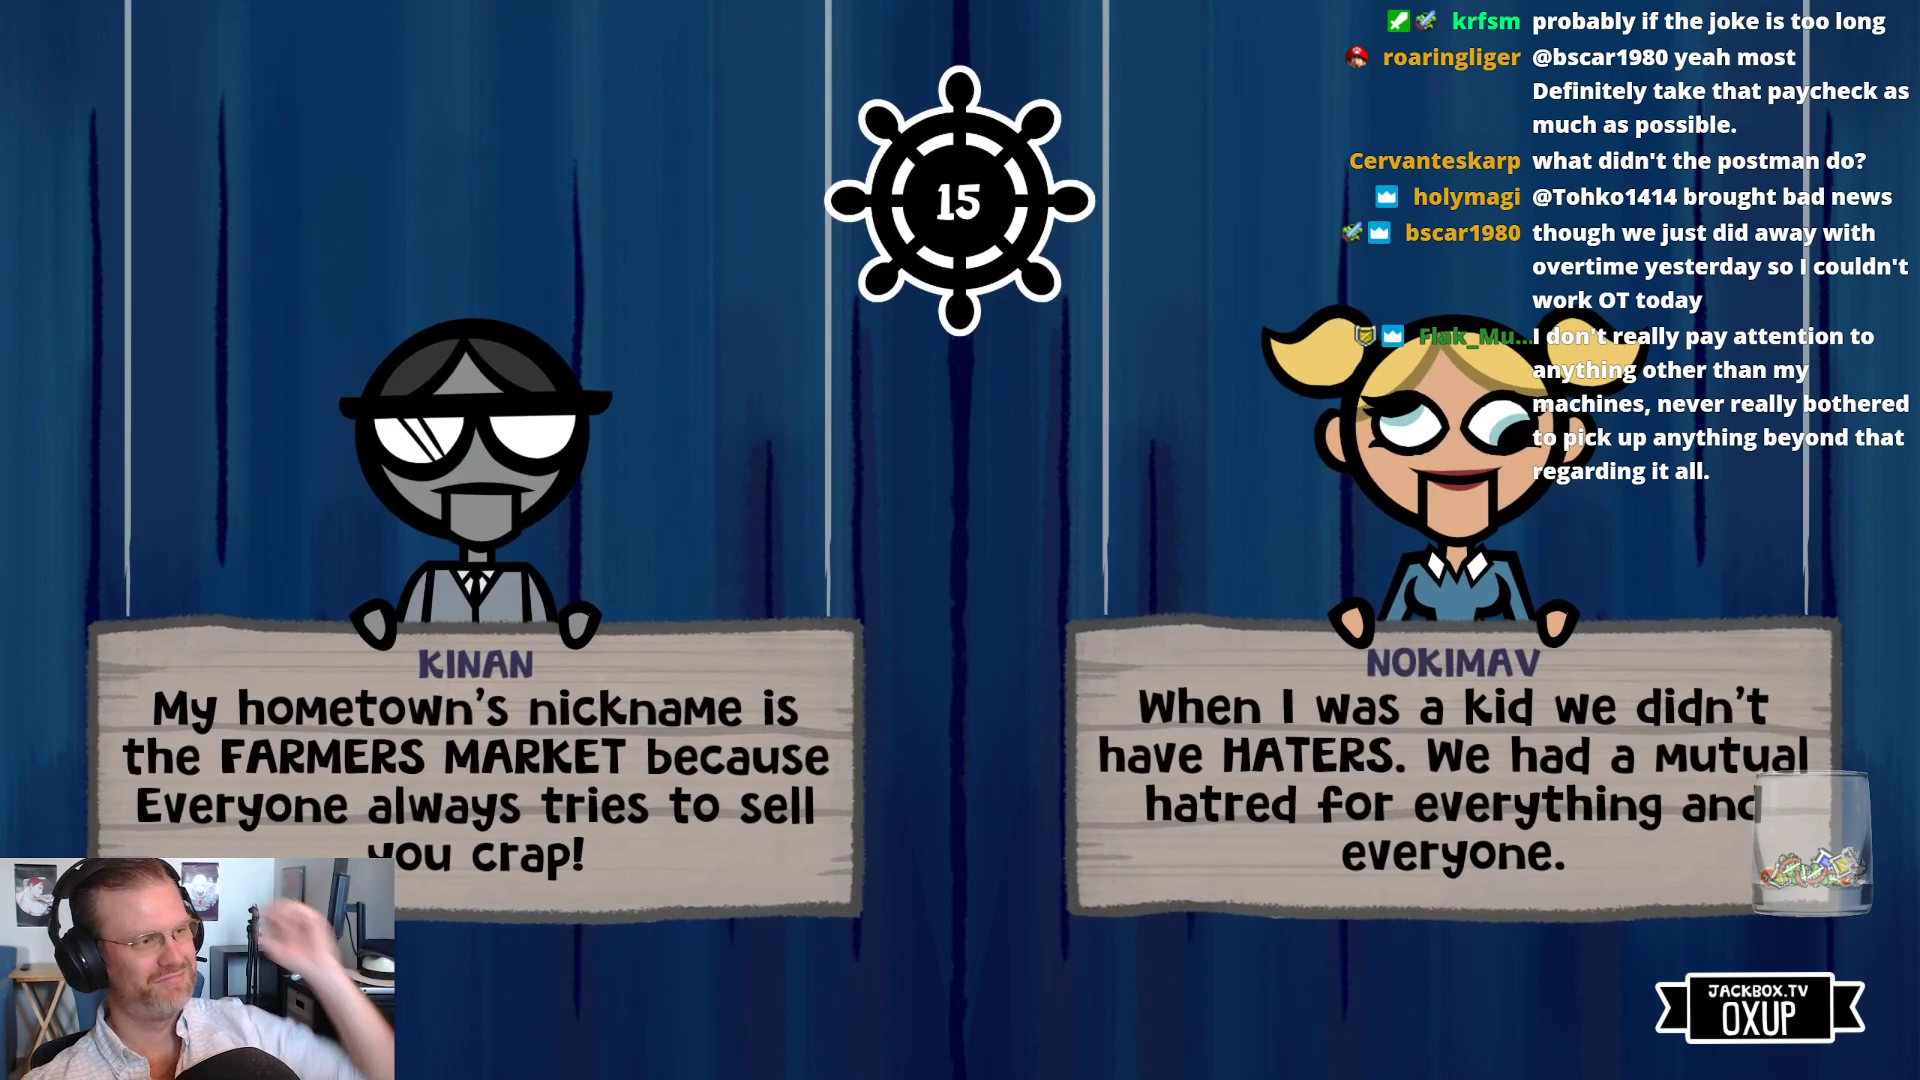 krfsm probably if the joke is too long
roaringliger @bscar1980 yeah most
Definitely take that paycheck as
much as possible.
Cervanteskarp what didn't the postman do?
holymagi @Tohko1414 brought bad news
bscar1980 though we just did away with
overtime yesterday so I couldn't
work OT today
Flak_Mu... I don't really pay attention to
anything other than my
machines, never really bothered
to pick up anything beyond that
regarding it all.
15
KINAN
My hometown's nickname is
the FARMERS MARKET because
Everyone always tries to sell
you crap!
NOKIMAV
When I was a kid we didn't
have HATERS. We had a mutual
hatred for everything and
everyone.
JACKBOX.TV
OXUP